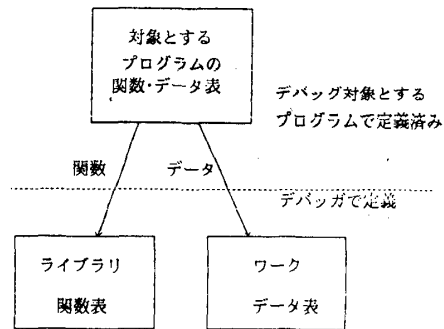 対象とする
プログラムの
関数・データ表
デバッグ対象とする
プログラムで定義済み
関数
データ
デバッガで定義
ライブラリ
関数表
ワーク
データ表